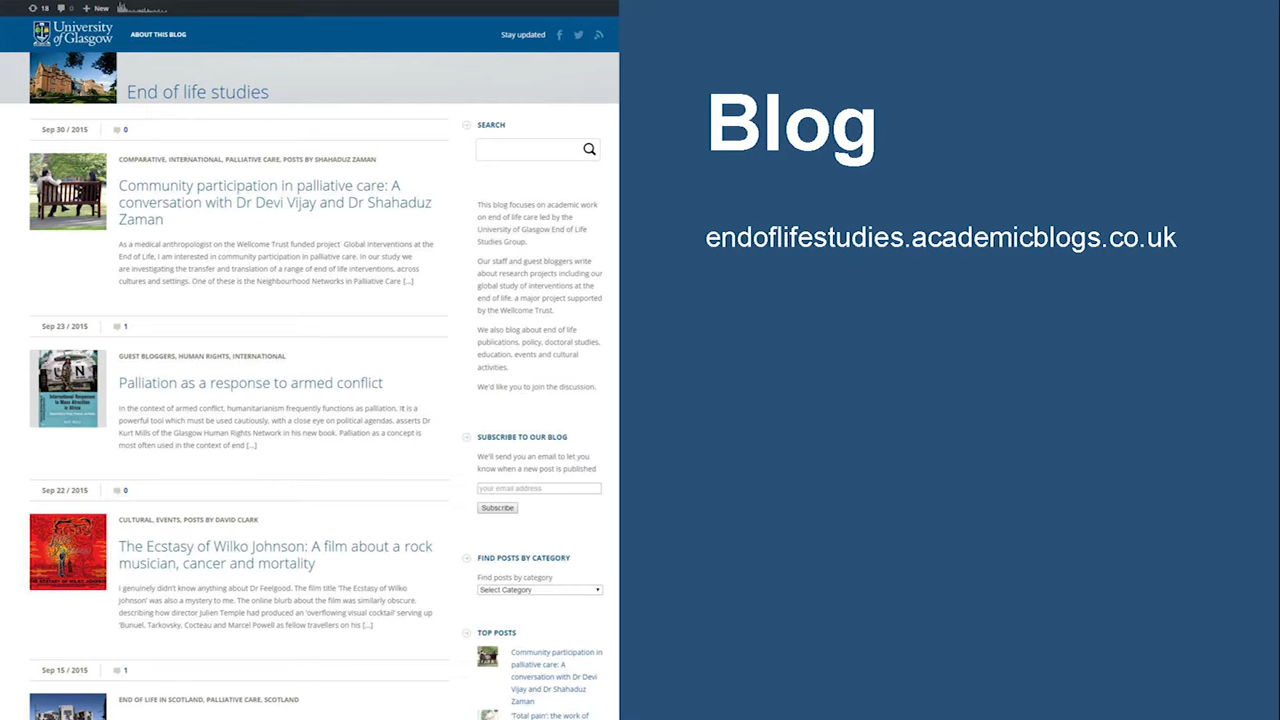 18 0 New
University of Glasgow
ABOUT THIS BLOG
Stay updated
End of life studies
Sep 30 / 2015 0
COMPARATIVE, INTERNATIONAL, PALLIATIVE CARE, POSTS BY SHAHADUZ ZAMAN
Community participation in palliative care: A
conversation with Dr Devi Vijay and Dr Shahaduz
Zaman
As a medical anthropologist on the Wellcome Trust funded project Global Interventions at the
End of Life, I am interested in community participation in palliative care. In our study we
are investigating the transfer and translation of a range of end of life interventions, across
cultures and settings. One of these is the Neighbourhood Networks in Palliative Care [...]
Sep 23 / 2015 1
GUEST BLOGGERS, HUMAN RIGHTS, INTERNATIONAL
Palliation as a response to armed conflict
UN
International Responses
to Mass Atrocities
in Africa
In the context of armed conflict, humanitarianism frequently functions as palliation. It is a
powerful tool which must be used cautiously, with a close eye on political agendas, asserts Dr
Kurt Mills of the Glasgow Human Rights Network in his new book. Palliation as a concept is
most often used in the context of end [...]
Sep 22 / 2015 0
CULTURAL, EVENTS, POSTS BY DAVID CLARK
The Ecstasy of Wilko Johnson: A film about a rock
musician, cancer and mortality
THE ECSTASY OF WILKO JOHNSON
I genuinely didn't know anything about Dr Feelgood. The film title 'The Ecstasy of Wilko
Johnson' was also a mystery to me. The online blurb about the film was similarly obscure,
describing how director Julien Temple had produced an 'overflowing visual cocktail' serving up
'Bunuel, Tarkovsky, Cocteau and Marcel Powell as fellow travellers on his [...]
Sep 15 / 2015 1
END OF LIFE IN SCOTLAND, PALLIATIVE CARE, SCOTLAND
SEARCH
This blog focuses on academic work
on end of life care led by the
University of Glasgow End of Life
Studies Group.
Our staff and guest bloggers write
about research projects including our
global study of interventions at the
end of life, a major project supported
by the Wellcome Trust.
We also blog about end of life
publications, policy, doctoral studies,
education, events and cultural
activities.
We'd like you to join the discussion.
SUBSCRIBE TO OUR BLOG
We'll send you an email to let you
know when a new post is published
your email address
Subscribe
FIND POSTS BY CATEGORY
Find posts by category
Select Category
TOP POSTS
Community participation in
palliative care: A
conversation with Dr Devi
Vijay and Dr Shahaduz
Zaman
'Total pain': the work of
Blog
endoflifestudies.academicblogs.co.uk